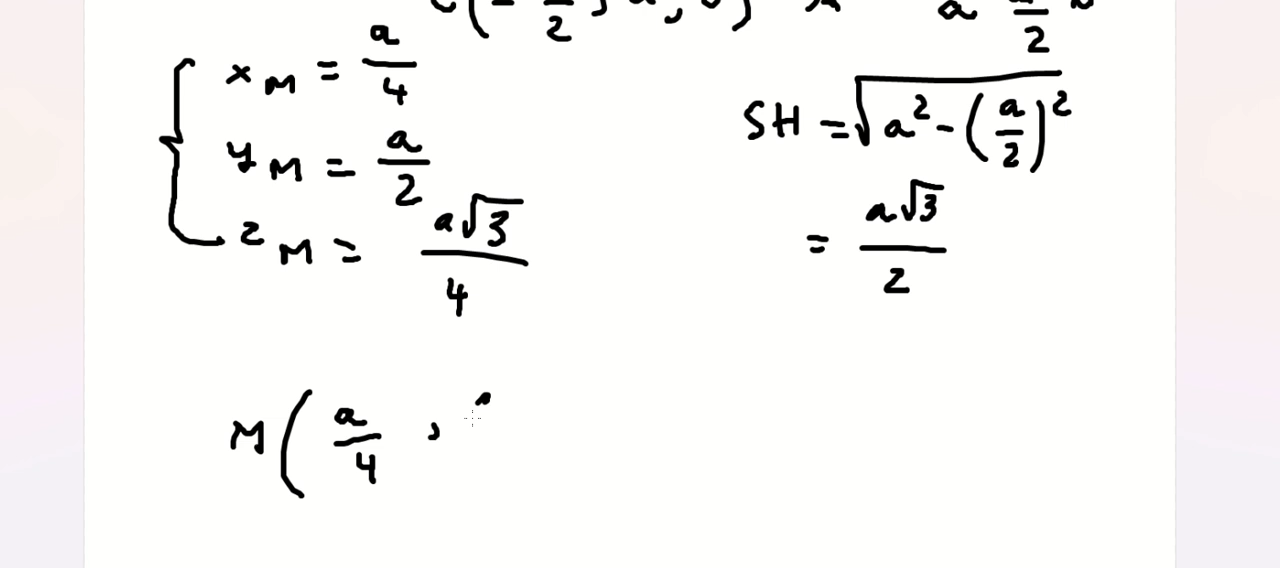 x_M = a/4
y_M = a/2
z_M = a√3/4
SH = √(a² - (a/2)²)
= a√3/2
M( a/4 ,